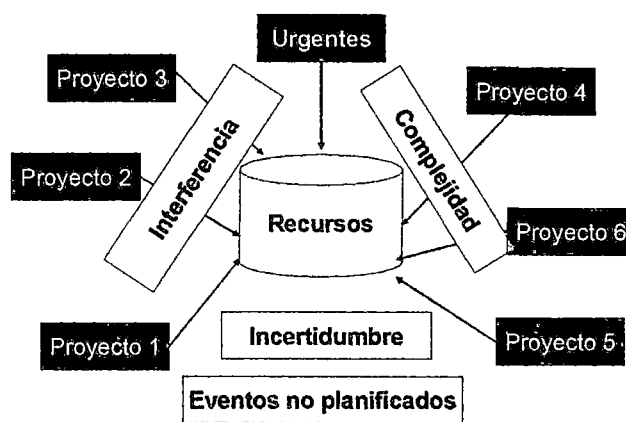 Urgentes
Proyecto 3
Proyecto 4
Interferencia
Complejidad
Proyecto 2
Recursos
Proyecto 6
Incertidumbre
Proyecto 1
Proyecto 5
Eventos no planificados